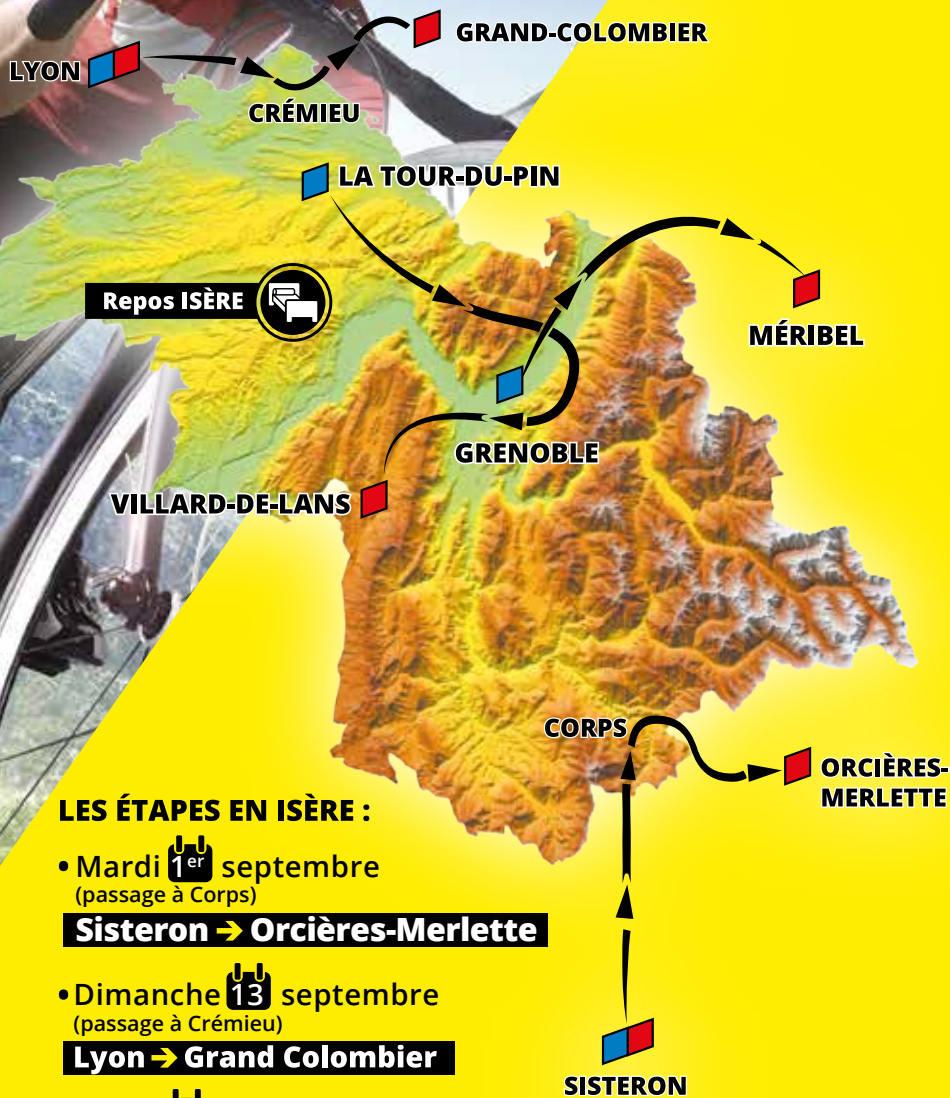 GRAND-COLOMBIER
LYON
CRÉMIEU
LA TOUR-DU-PIN
Repos ISÈRE
MÉRIBEL
GRENOBLE
VILLARD-DE-LANS
CORPS
ORCIÈRES-
MERLETTE
LES ÉTAPES EN ISÈRE :
• Mardi 1er septembre
(passage à Corps)
Sisteron ➔ Orcières-Merlette
• Dimanche 13 septembre
(passage à Crémieu)
Lyon ➔ Grand Colombier
SISTERON